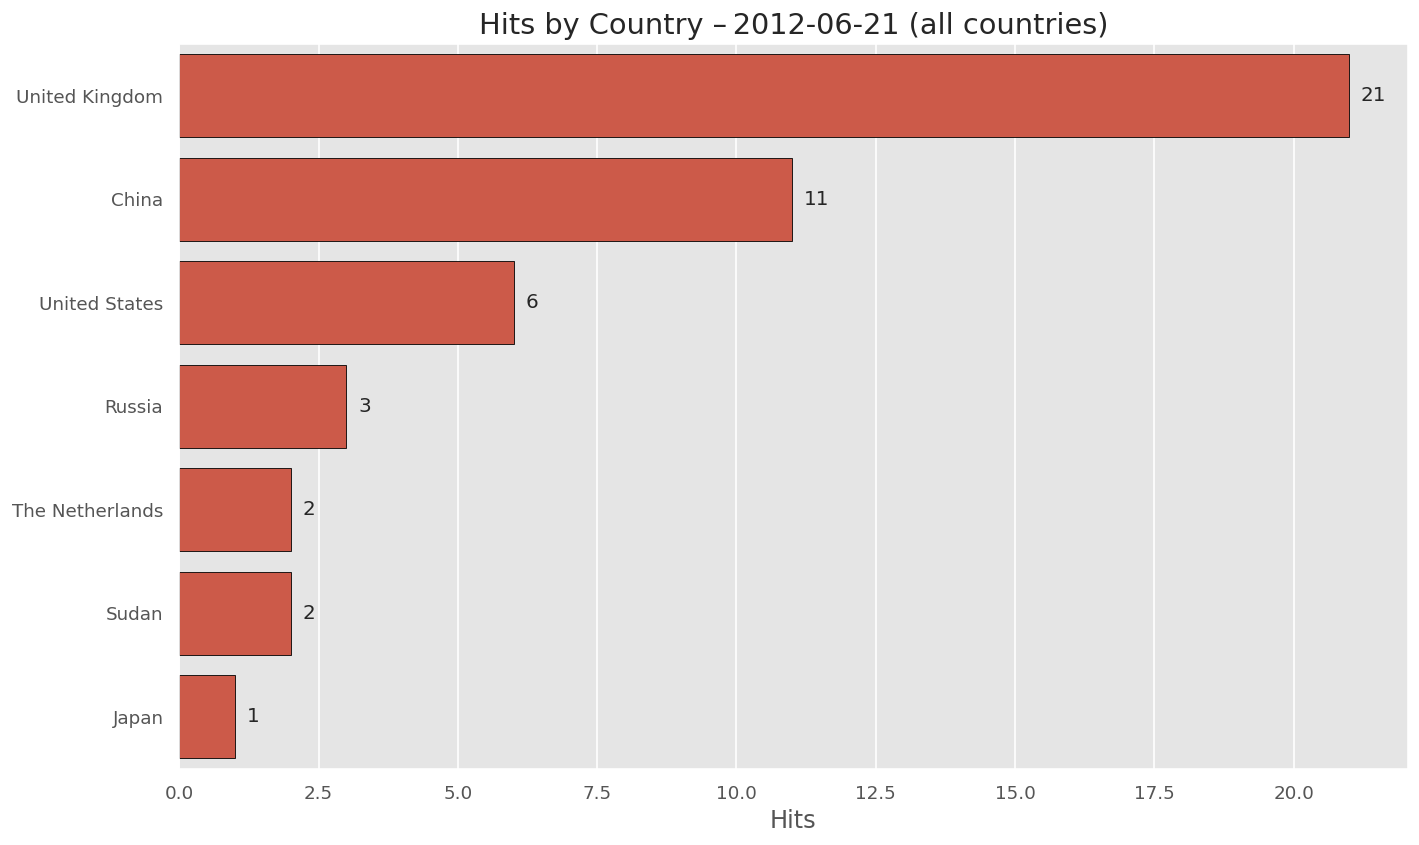 Hits by Country – 2012-06-21 (all countries)
United Kingdom
21
China
11
United States
6
Russia
3
The Netherlands
2
Sudan
2
Japan
1
0.0 2.5 5.0 7.5 10.0 12.5 15.0 17.5 20.0
Hits